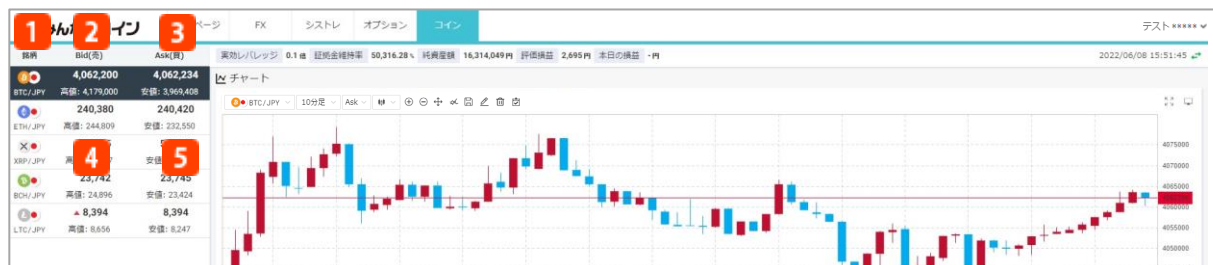 1 2 3
みん イン
ページ FX シストレ オプション コイン テスト *****
銘柄 Bid(売) Ask(買)
実効レバレッジ 0.1 倍 証拠金維持率 50,316.28 % 純資産額 16,314,049 円 評価損益 2,695 円 本日の損益 - 円 2022/06/08 15:51:45
チャート
4,062,200 4,062,234
BTC/JPY 高値: 4,179,000 安値: 3,969,408
BTC/JPY 10分足 Ask
240,380 240,420
ETH/JPY 高値: 244,809 安値: 232,550
4 5
XRP/JPY
23,742 23,745
BCH/JPY 高値: 24,896 安値: 23,424
▲ 8,394 8,394
LTC/JPY 高値: 8,656 安値: 8,247
4075000
4070000
4065000
4060000
4055000
4050000